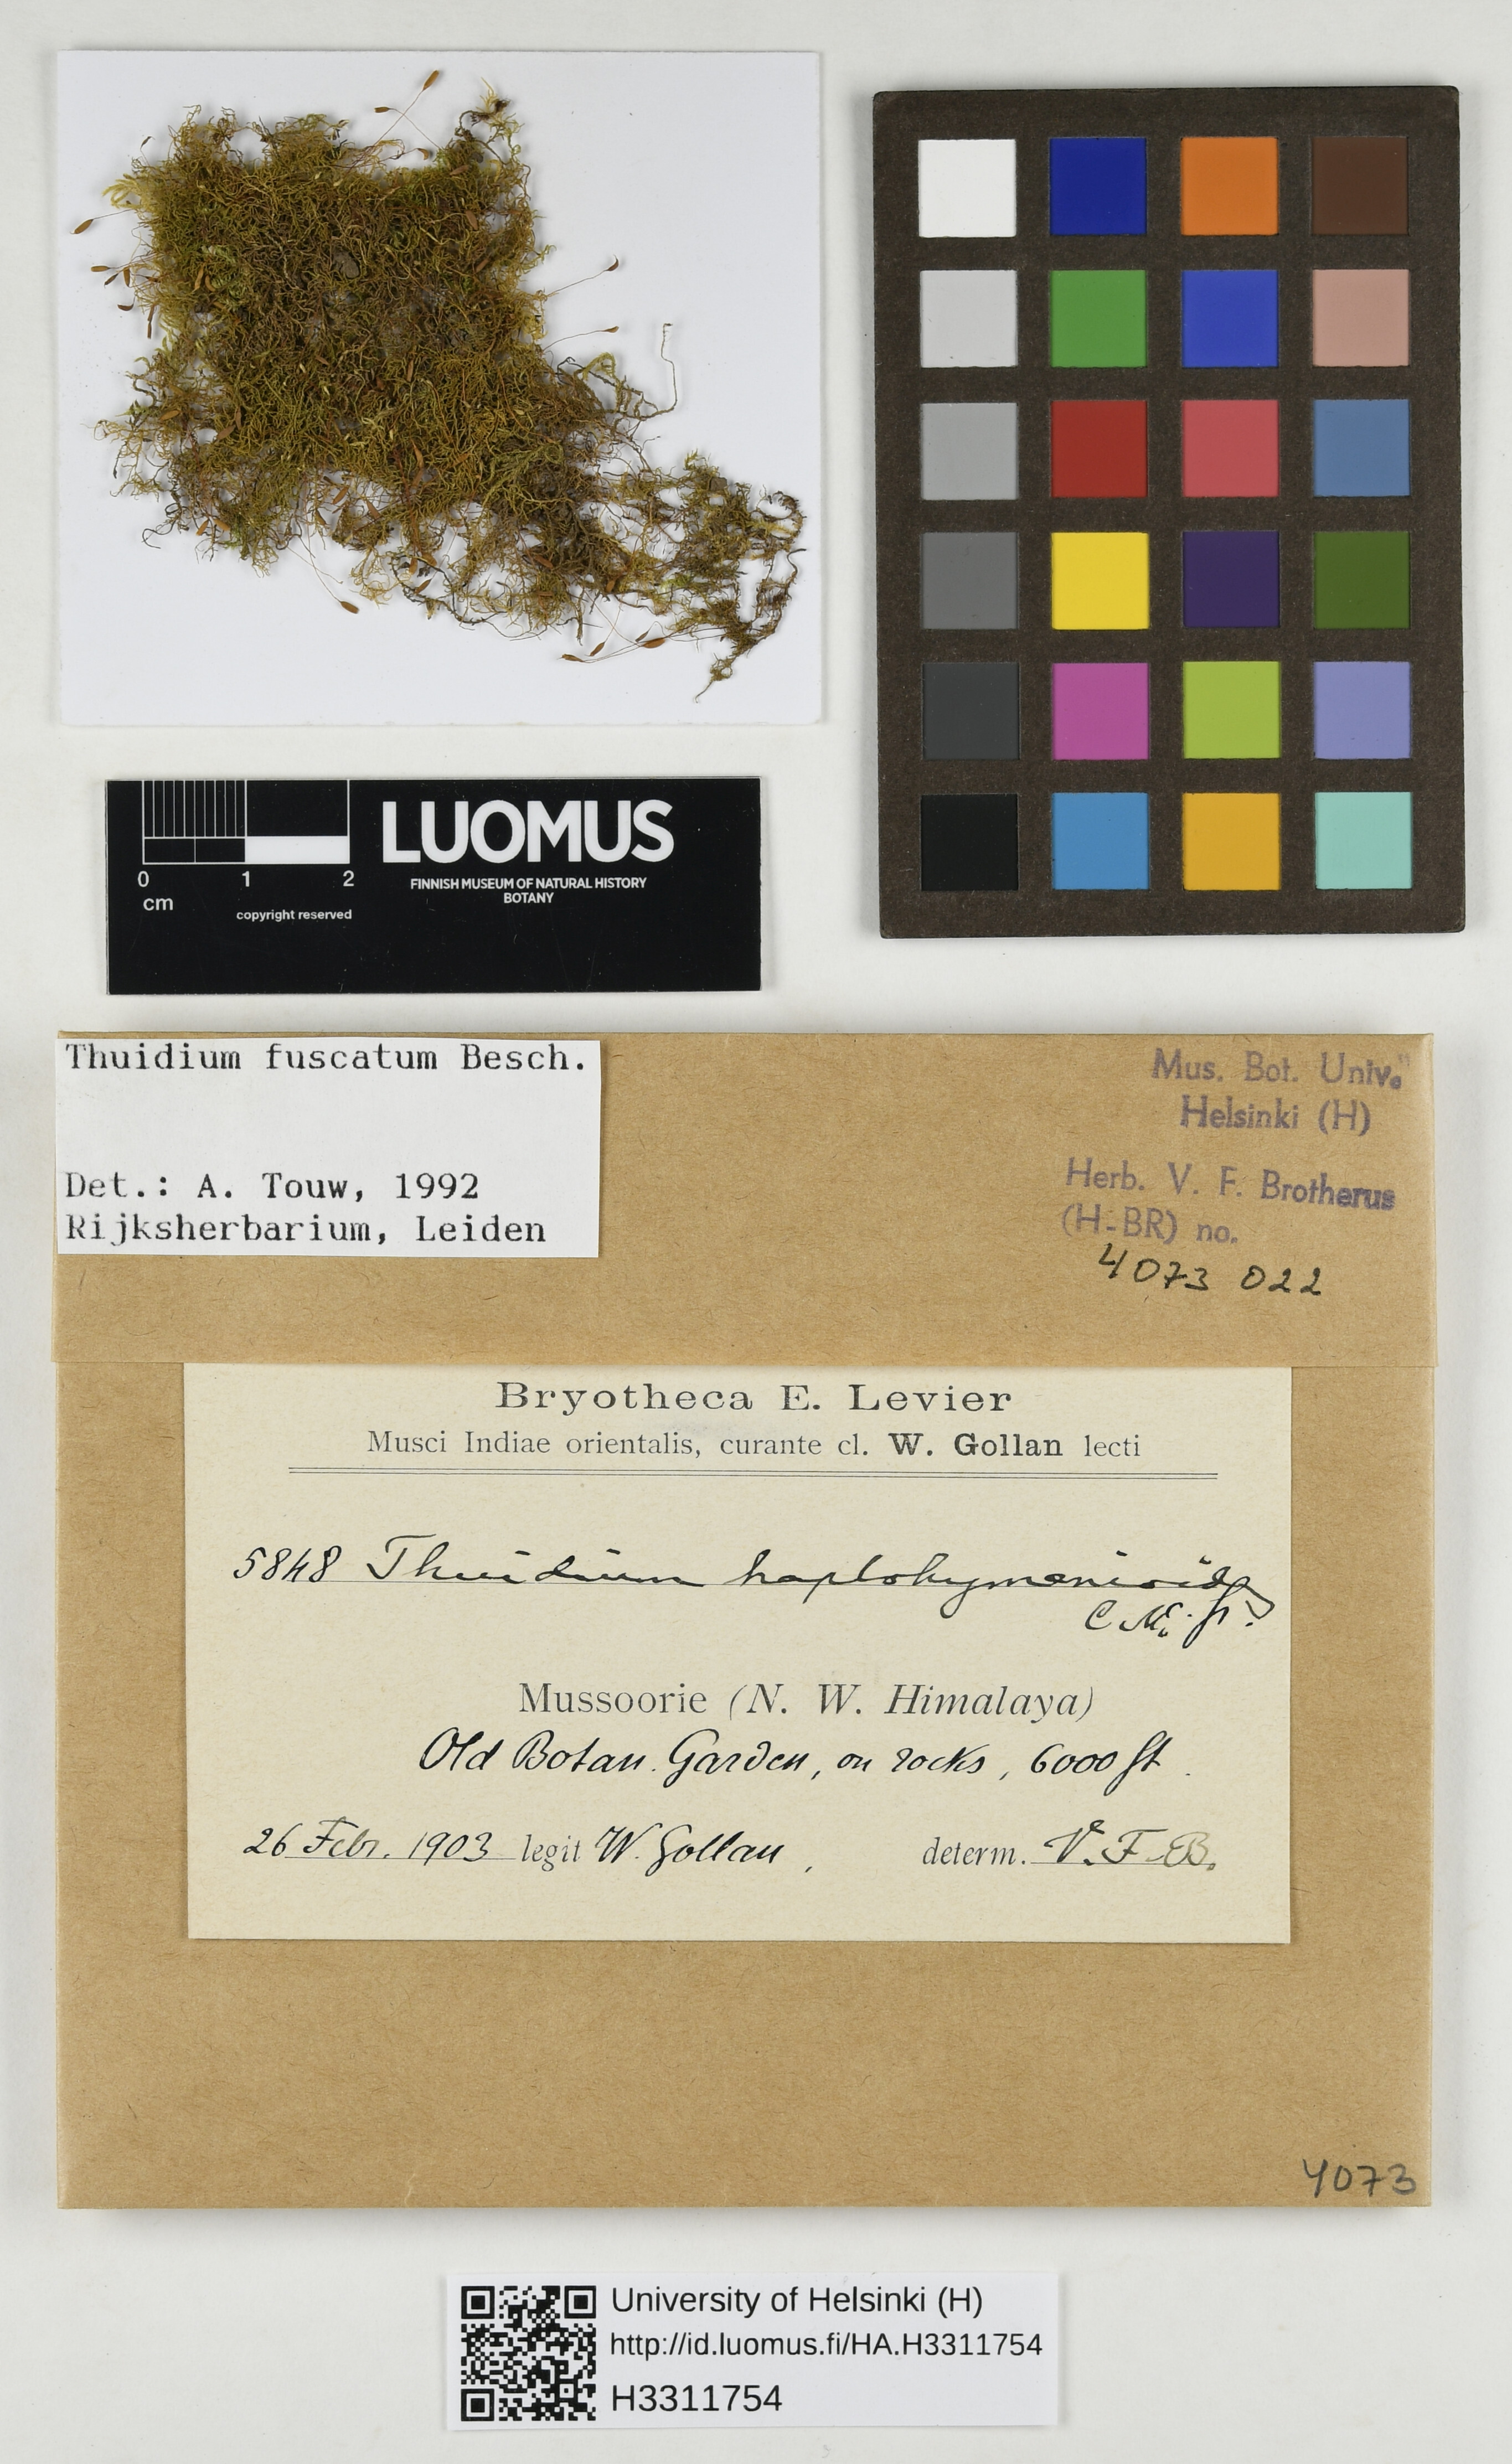 LUOMUS
FINNISH MUSEUM OF NATURAL HISTORY
BOTANY
0 1 2
cm
copyright reserved
Thuidium fuscatum Besch.
Det.: A. Touw, 1992
Rijksherbarium, Leiden
Mus. Bot. Univ.
Helsinki (H)
Herb. V. F. Brotherus
(H-BR) no.
4073 022
Bryotheca E. Levier
Musci Indiae orientalis, curante cl. W. Gollan lecti
5848 Thuidium haplohymenioides
C. M. fr.
Mussoorie (N. W. Himalaya)
Old Botan. Garden, on rocks, 6000 ft.
26 Febr. 1903 legit W. Gollan, determ. V. F. B.
4073
University of Helsinki (H)
http://id.luomus.fi/HA.H3311754
H3311754